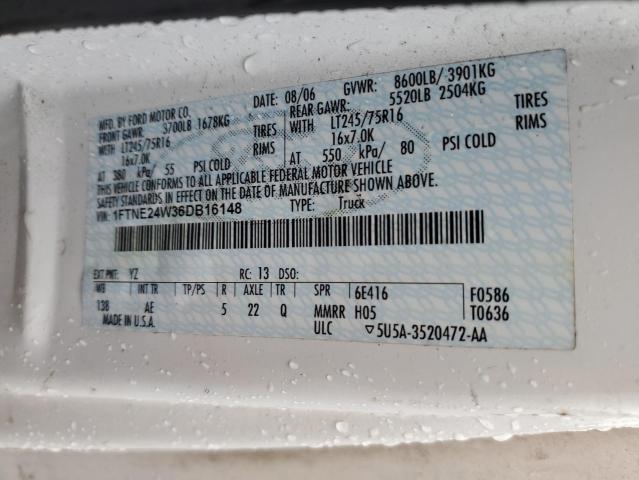 MFD. BY FORD MOTOR CO.
DATE: 08/06 GVWR: 8600LB/ 3901KG
FRONT GAWR: 3700LB 1678KG
REAR GAWR: 5520LB 2504KG
WITH LT245/75R16 TIRES
WITH LT245/75R16 TIRES
16x7.0K RIMS
16x7.0K RIMS
AT 380 kPa/ 55 PSI COLD
AT 550 kPa/ 80 PSI COLD
THIS VEHICLE CONFORMS TO ALL APPLICABLE FEDERAL MOTOR VEHICLE
SAFETY STANDARDS IN EFFECT ON THE DATE OF MANUFACTURE SHOWN ABOVE.
VIN: 1FTNE24W36DB16148 TYPE: Truck
EXT PNT: YZ RC: 13 DSO:
WB INT TR TP/PS R AXLE TR SPR 6E416 F0586
138 AE 5 22 Q MMRR H05 T0636
MADE IN U.S.A. ULC ▽5U5A-3520472-AA